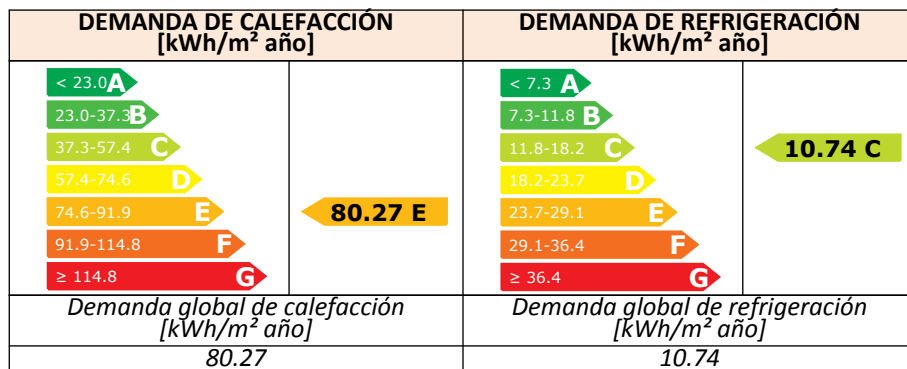 DEMANDA DE CALEFACCIÓN
[kWh/m² año]
DEMANDA DE REFRIGERACIÓN
[kWh/m² año]
< 23.0 A
23.0-37.3 B
37.3-57.4 C
57.4-74.6 D
74.6-91.9 E
91.9-114.8 F
≥ 114.8 G
80.27 E
< 7.3 A
7.3-11.8 B
11.8-18.2 C
18.2-23.7 D
23.7-29.1 E
29.1-36.4 F
≥ 36.4 G
10.74 C
Demanda global de calefacción
[kWh/m² año]
Demanda global de refrigeración
[kWh/m² año]
80.27
10.74